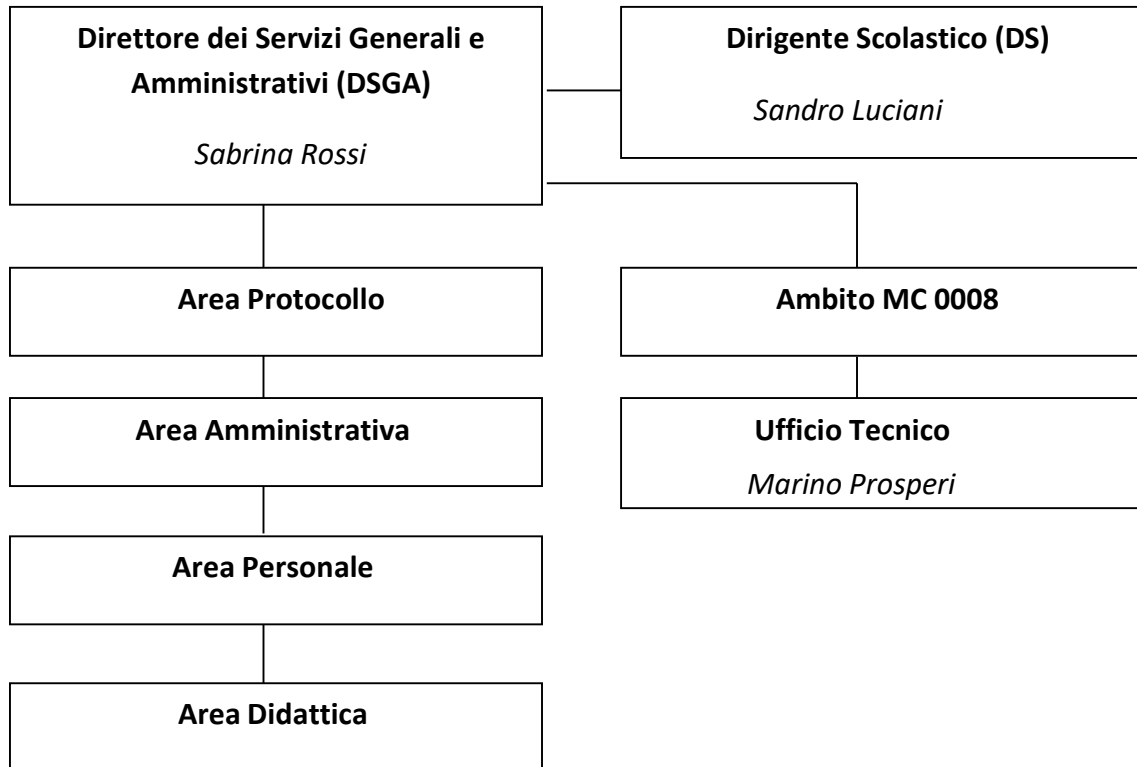 Direttore dei Servizi Generali e
Amministrativi (DSGA)
Sabrina Rossi
Dirigente Scolastico (DS)
Sandro Luciani
Area Protocollo
Ambito MC 0008
Area Amministrativa
Ufficio Tecnico
Marino Prosperi
Area Personale
Area Didattica